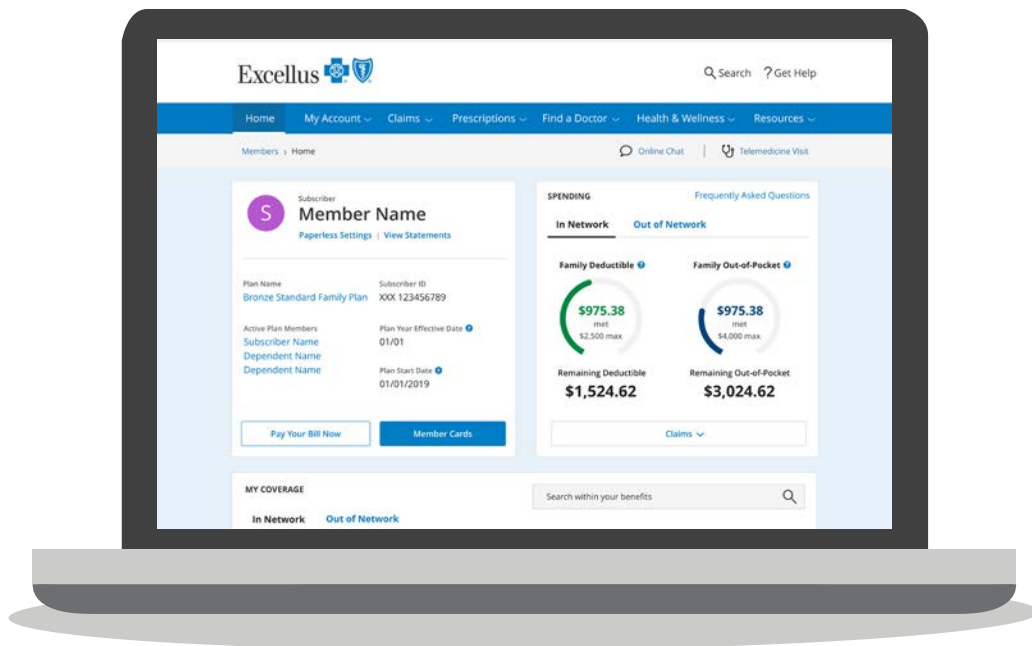 Excellus
Search ? Get Help
Home My Account Claims Prescriptions Find a Doctor Health & Wellness Resources
Members > Home
Online Chat | Telemedicine Visit
S
Subscriber
Member Name
Paperless Settings | View Statements
Plan Name
Bronze Standard Family Plan
Subscriber ID
XXX 123456789
Active Plan Members
Subscriber Name
Dependent Name
Dependent Name
Plan Year Effective Date ?
01/01
Plan Start Date ?
01/01/2019
Pay Your Bill Now
Member Cards
SPENDING
Frequently Asked Questions
In Network Out of Network
Family Deductible ?
$975.38
met
$2,500 max
Remaining Deductible
$1,524.62
Family Out-of-Pocket ?
$975.38
met
$4,000 max
Remaining Out-of-Pocket
$3,024.62
Claims
MY COVERAGE
Search within your benefits
In Network Out of Network